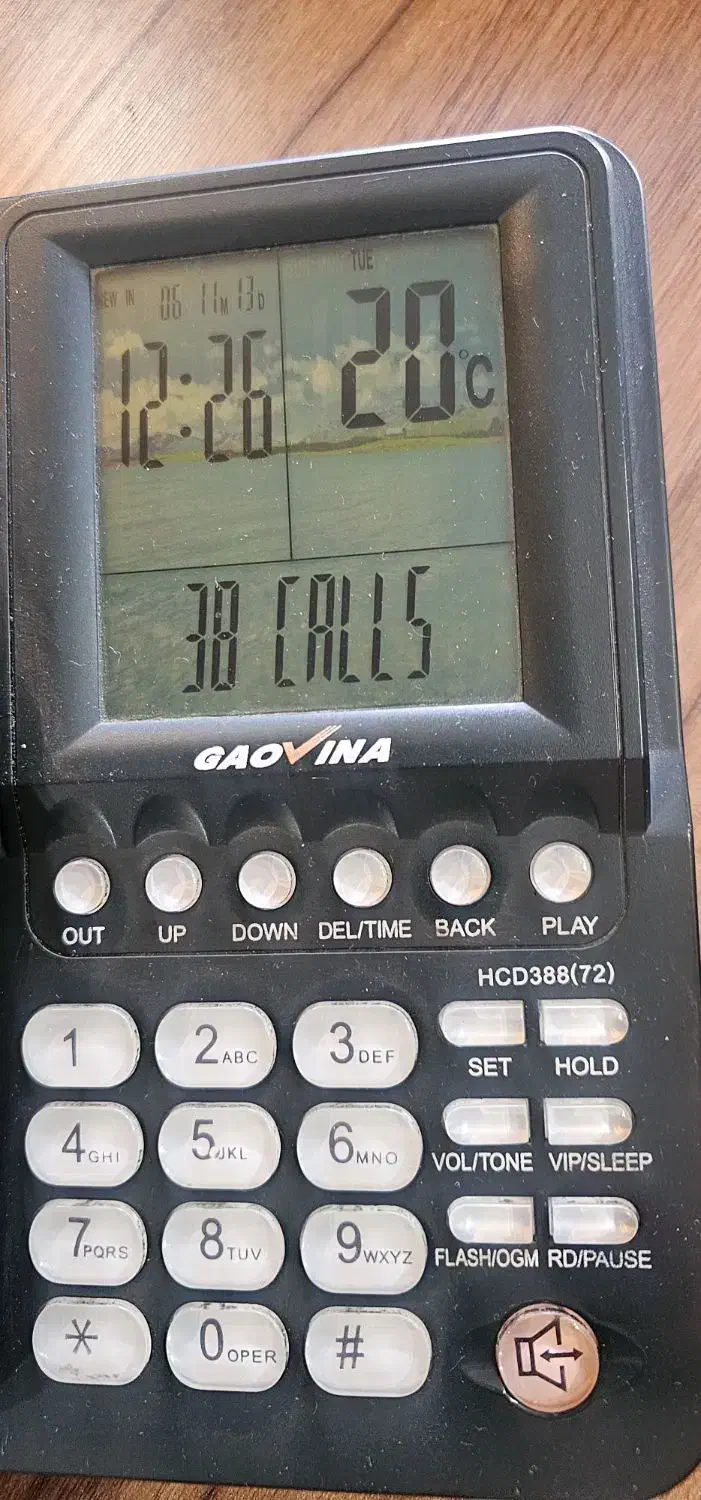 NEW IN 06 11M 13D TUE
12:26 20°C
38 CALLS
GAOVINA
OUT UP DOWN DEL/TIME BACK PLAY
HCD388(72)
1 2ABC 3DEF
SET HOLD
4GHI 5JKL 6MNO
VOL/TONE VIP/SLEEP
7PQRS 8TUV 9WXYZ
FLASH/OGM RD/PAUSE
* 0OPER #